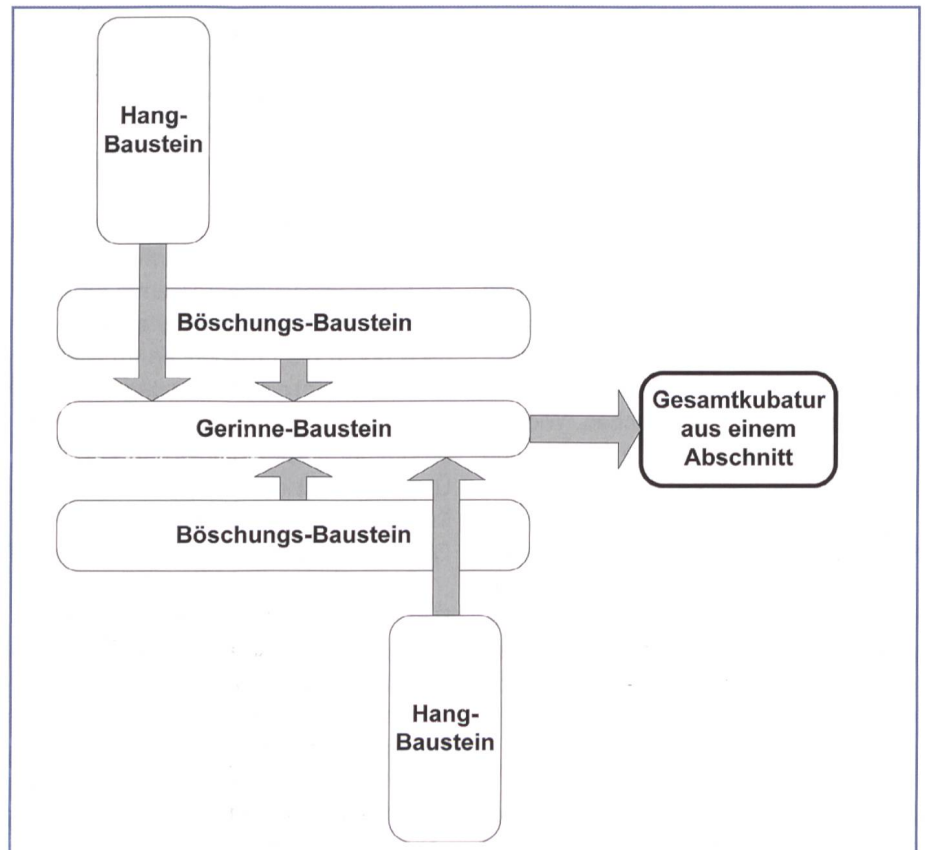 Hang-
Baustein
Böschungs-Baustein
Gerinne-Baustein
Gesamtkubatur
aus einem
Abschnitt
Böschungs-Baustein
Hang-
Baustein